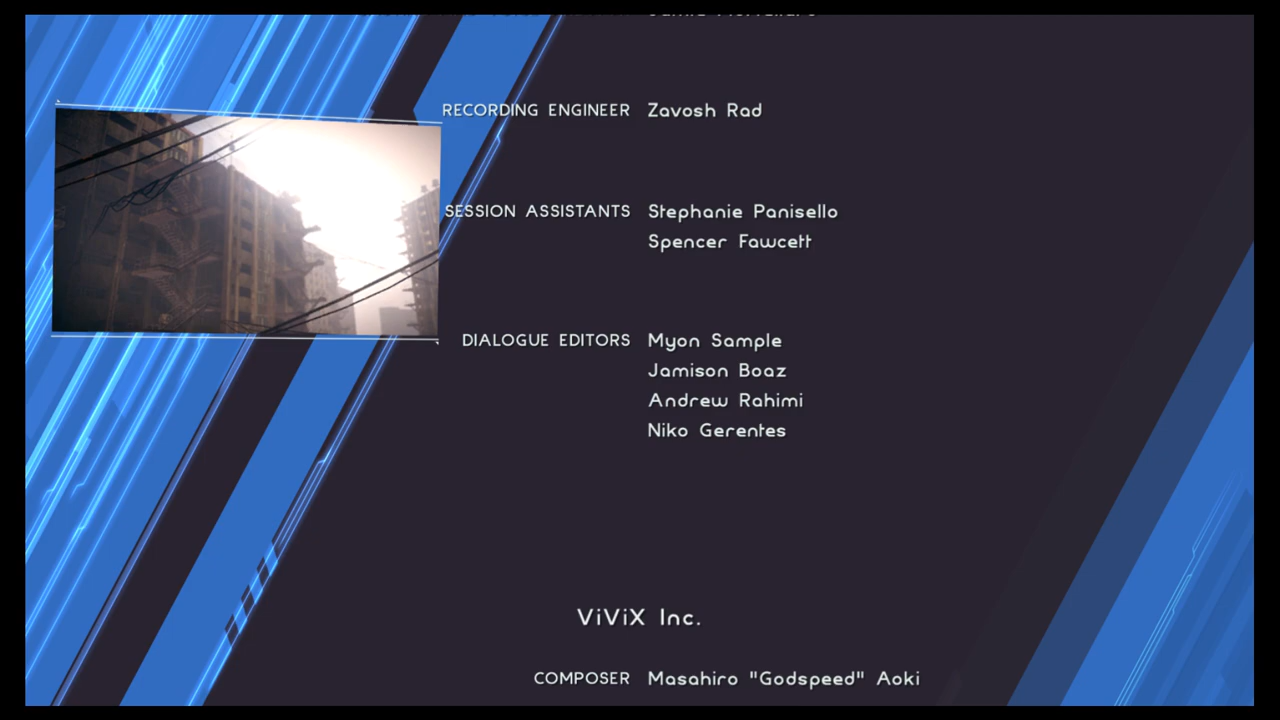 RECORDING ENGINEER Zavosh Rad
SESSION ASSISTANTS Stephanie Panisello
Spencer Fawcett
DIALOGUE EDITORS Myon Sample
Jamison Boaz
Andrew Rahimi
Niko Gerentes
ViViX Inc.
COMPOSER Masahiro "Godspeed" Aoki